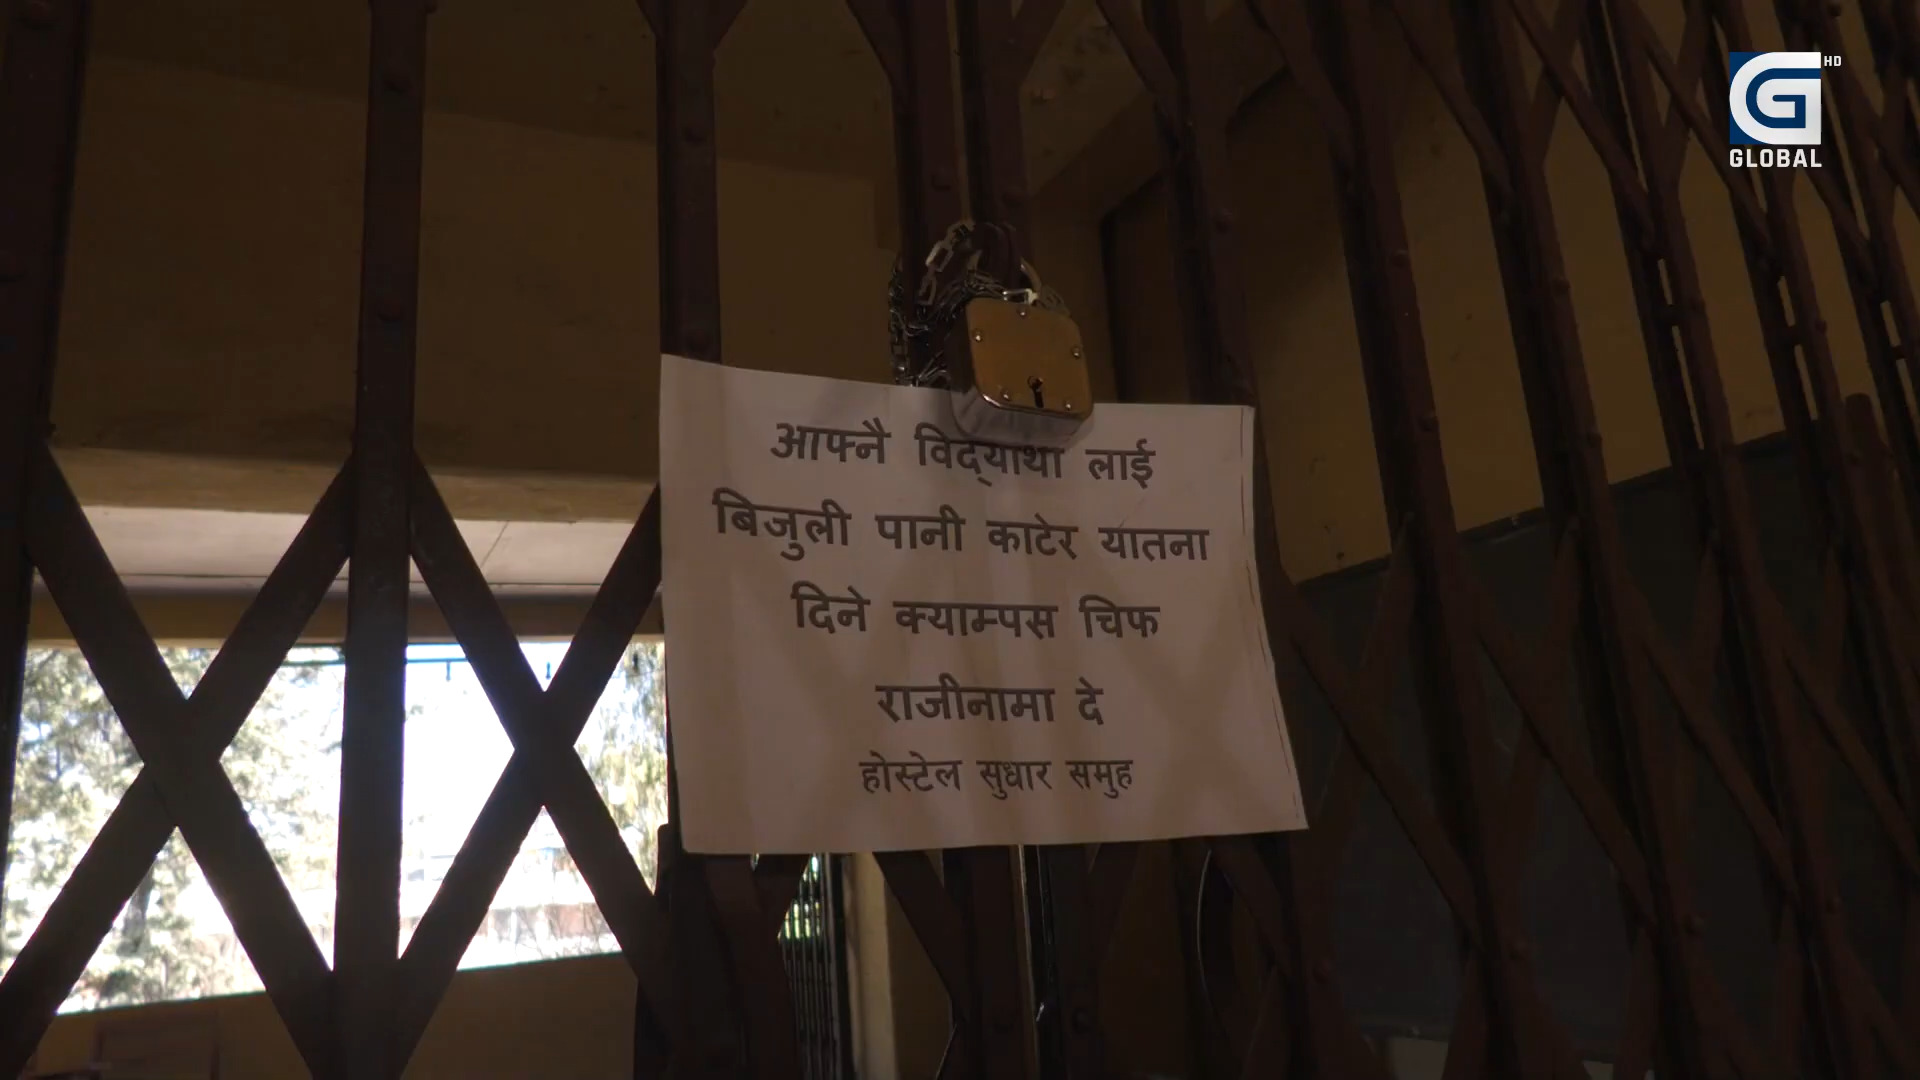 आफ्नै विद्याथी लाई
बिजुली पानी काटेर यातना
दिने क्याम्पस चिफ
राजीनामा दे
होस्टेल सुधार समुह
G HD
GLOBAL